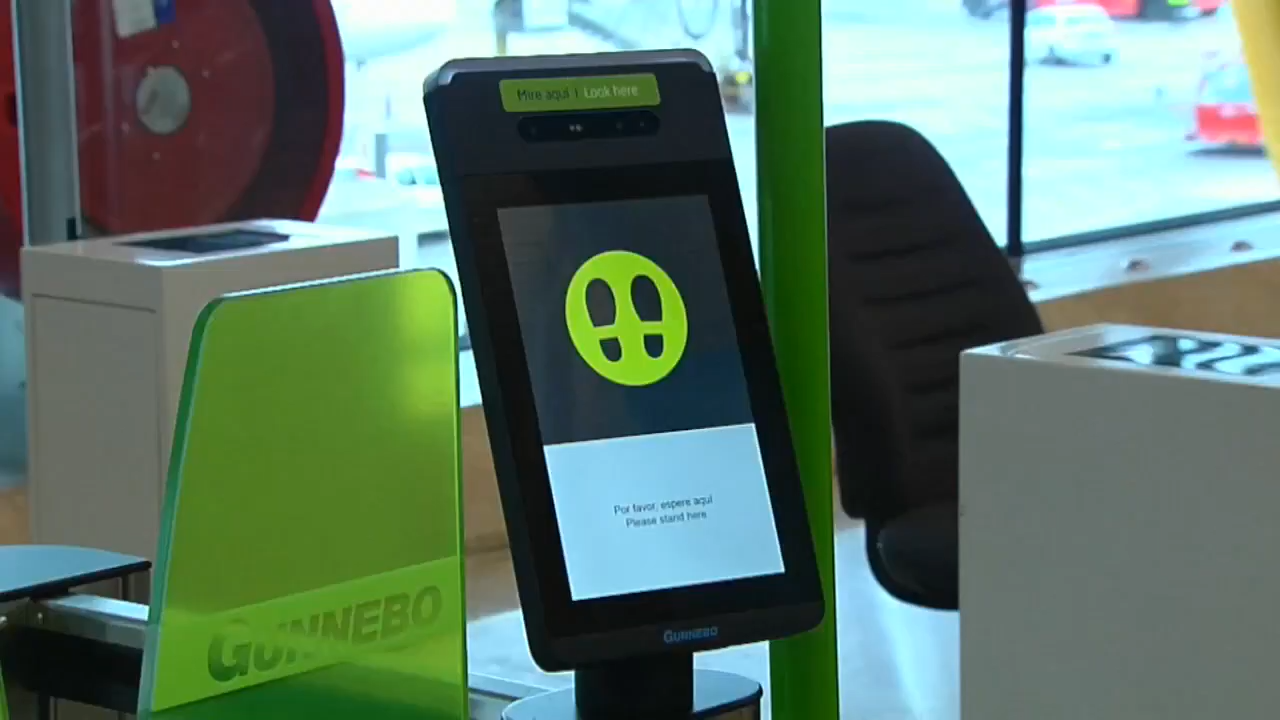 Mire aquí | Look here
Por favor, espere aquí
Please stand here
GUNNEBO
GUNNEBO